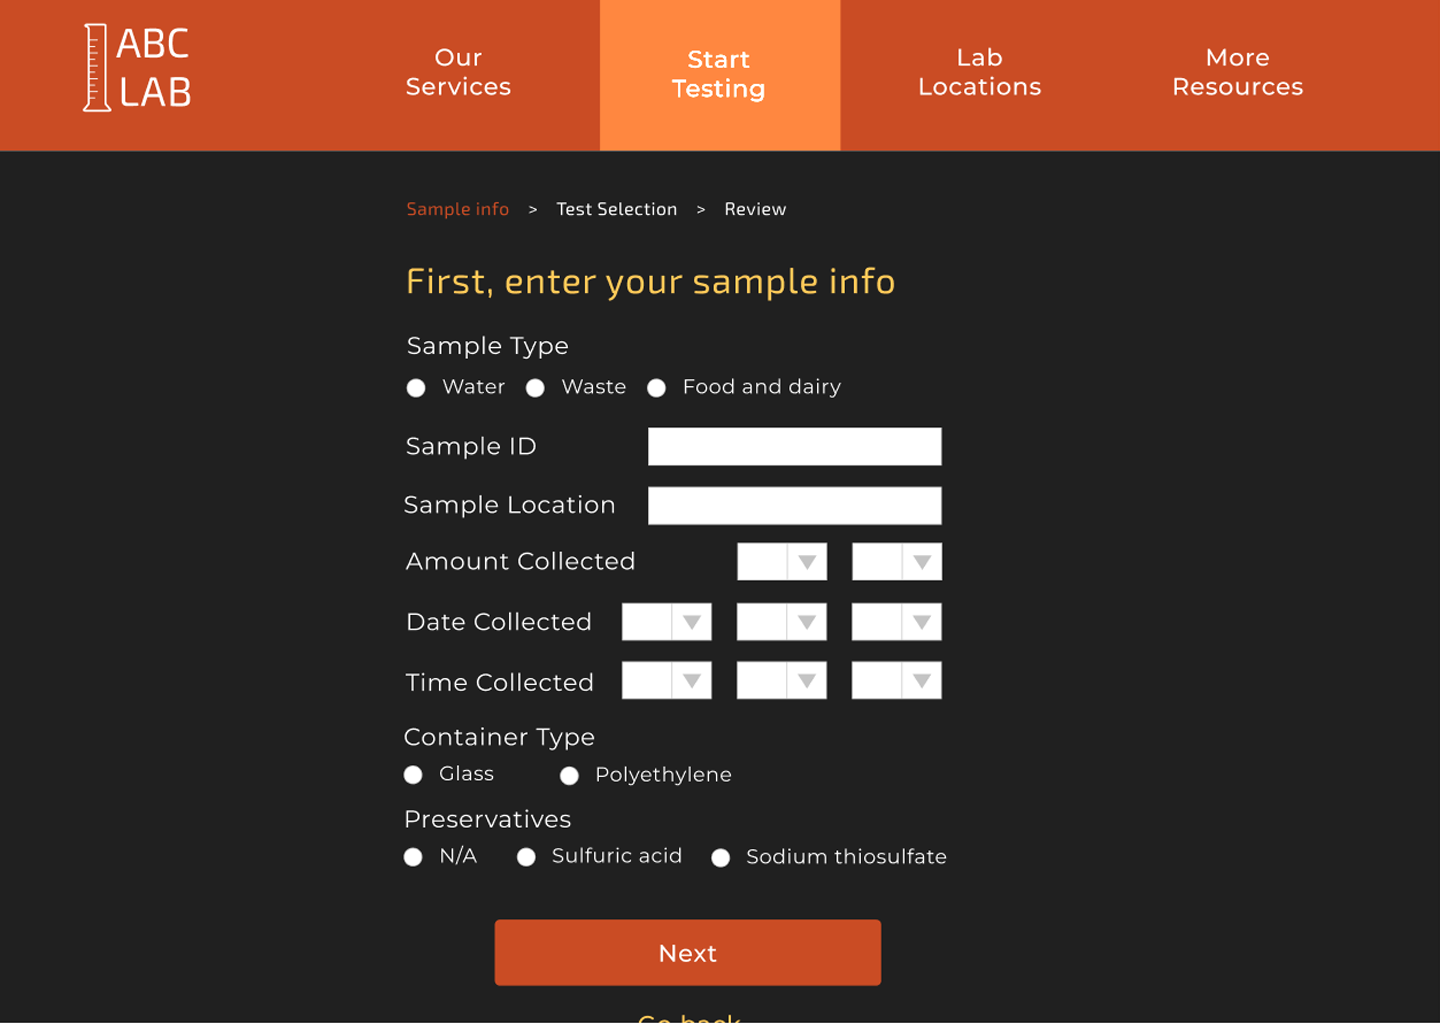 ABC
LAB
Our
Services
Start
Testing
Lab
Locations
More
Resources
Sample info > Test Selection > Review
First, enter your sample info
Sample Type
Water Waste Food and dairy
Sample ID
Sample Location
Amount Collected
Date Collected
Time Collected
Container Type
Glass Polyethylene
Preservatives
N/A Sulfuric acid Sodium thiosulfate
Next
Go back